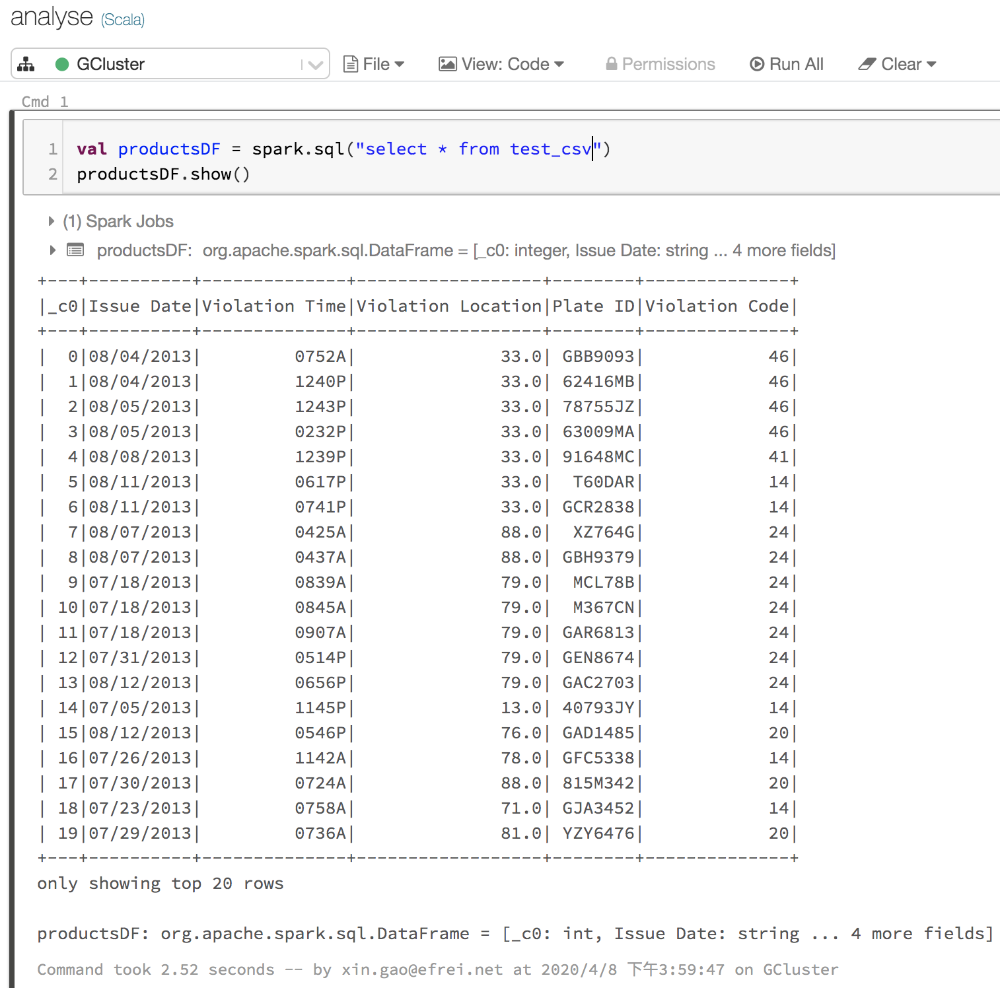 analyse (Scala)
GCluster File View: Code Permissions Run All Clear
Cmd 1
1 val productsDF = spark.sql("select * from test_csv")
2 productsDF.show()
(1) Spark Jobs
productsDF: org.apache.spark.sql.DataFrame = [_c0: integer, Issue Date: string ... 4 more fields]
+---+----------+--------------+------------------+--------+--------------+
|_c0|Issue Date|Violation Time|Violation Location|Plate ID|Violation Code|
+---+----------+--------------+------------------+--------+--------------+
|  0|08/04/2013|         0752A|              33.0| GBB9093|            46|
|  1|08/04/2013|         1240P|              33.0| 62416MB|            46|
|  2|08/05/2013|         1243P|              33.0| 78755JZ|            46|
|  3|08/05/2013|         0232P|              33.0| 63009MA|            46|
|  4|08/08/2013|         1239P|              33.0| 91648MC|            41|
|  5|08/11/2013|         0617P|              33.0|  T60DAR|            14|
|  6|08/11/2013|         0741P|              33.0| GCR2838|            14|
|  7|08/07/2013|         0425A|              88.0|  XZ764G|            24|
|  8|08/07/2013|         0437A|              88.0| GBH9379|            24|
|  9|07/18/2013|         0839A|              79.0|  MCL78B|            24|
| 10|07/18/2013|         0845A|              79.0|  M367CN|            24|
| 11|07/18/2013|         0907A|              79.0| GAR6813|            24|
| 12|07/31/2013|         0514P|              79.0| GEN8674|            24|
| 13|08/12/2013|         0656P|              79.0| GAC2703|            24|
| 14|07/05/2013|         1145P|              13.0| 40793JY|            14|
| 15|08/12/2013|         0546P|              76.0| GAD1485|            20|
| 16|07/26/2013|         1142A|              78.0| GFC5338|            14|
| 17|07/30/2013|         0724A|              88.0| 815M342|            20|
| 18|07/23/2013|         0758A|              71.0| GJA3452|            14|
| 19|07/29/2013|         0736A|              81.0| YZY6476|            20|
+---+----------+--------------+------------------+--------+--------------+
only showing top 20 rows
productsDF: org.apache.spark.sql.DataFrame = [_c0: int, Issue Date: string ... 4 more fields]
Command took 2.52 seconds -- by xin.gao@efrei.net at 2020/4/8 下午3:59:47 on GCluster